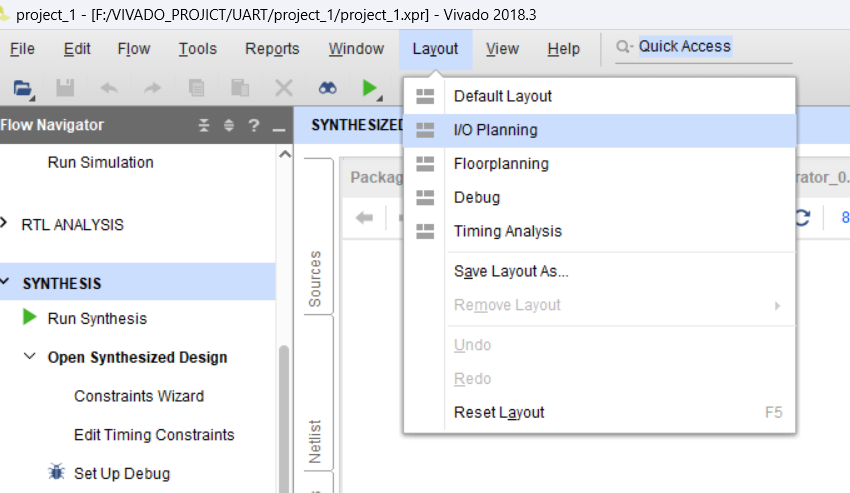 project_1 - [F:/VIVADO_PROJICT/UART/project_1/project_1.xpr] - Vivado 2018.3
File Edit Flow Tools Reports Window Layout View Help Quick Access
Flow Navigator ?
SYNTHESIZED
Run Simulation
RTL ANALYSIS
SYNTHESIS
Run Synthesis
Open Synthesized Design
Constraints Wizard
Edit Timing Constraints
Set Up Debug
Sources
Netlist
Packag
rator_0.
8
Default Layout
I/O Planning
Floorplanning
Debug
Timing Analysis
Save Layout As...
Remove Layout
Undo
Redo
Reset Layout F5